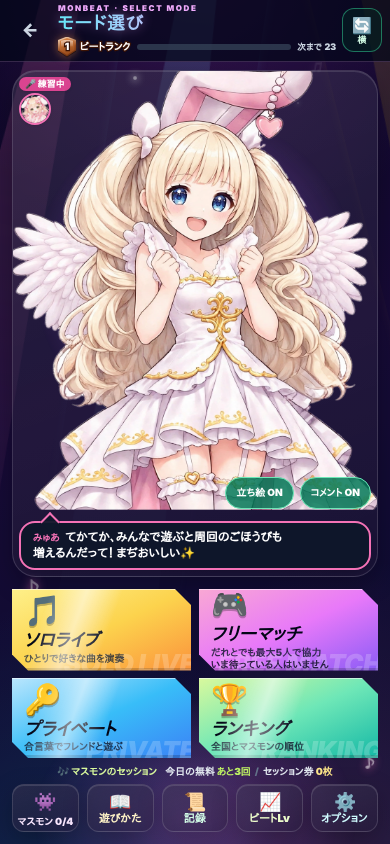 MONBEAT · SELECT MODE
モード選び
1 ビートランク 次まで 23
横
練習中
立ち絵 ON コメント ON
みゅあ てかてか、みんなで遊ぶと周回のごほうびも
増えるんだって！まぢおいしい✨
ソロライブ
ひとりで好きな曲を演奏
SOLO LIVE
フリーマッチ
だれとでも最大5人で協力
いま待っている人はいません
MATCH
プライベート
合言葉でフレンドと遊ぶ
PRIVATE
ランキング
全国とマスモンの順位
RANKING
マスモンのセッション 今日の無料 あと3回 / セッション券 0枚
マスモン 0/4
遊びかた
記録
ビートLv
オプション